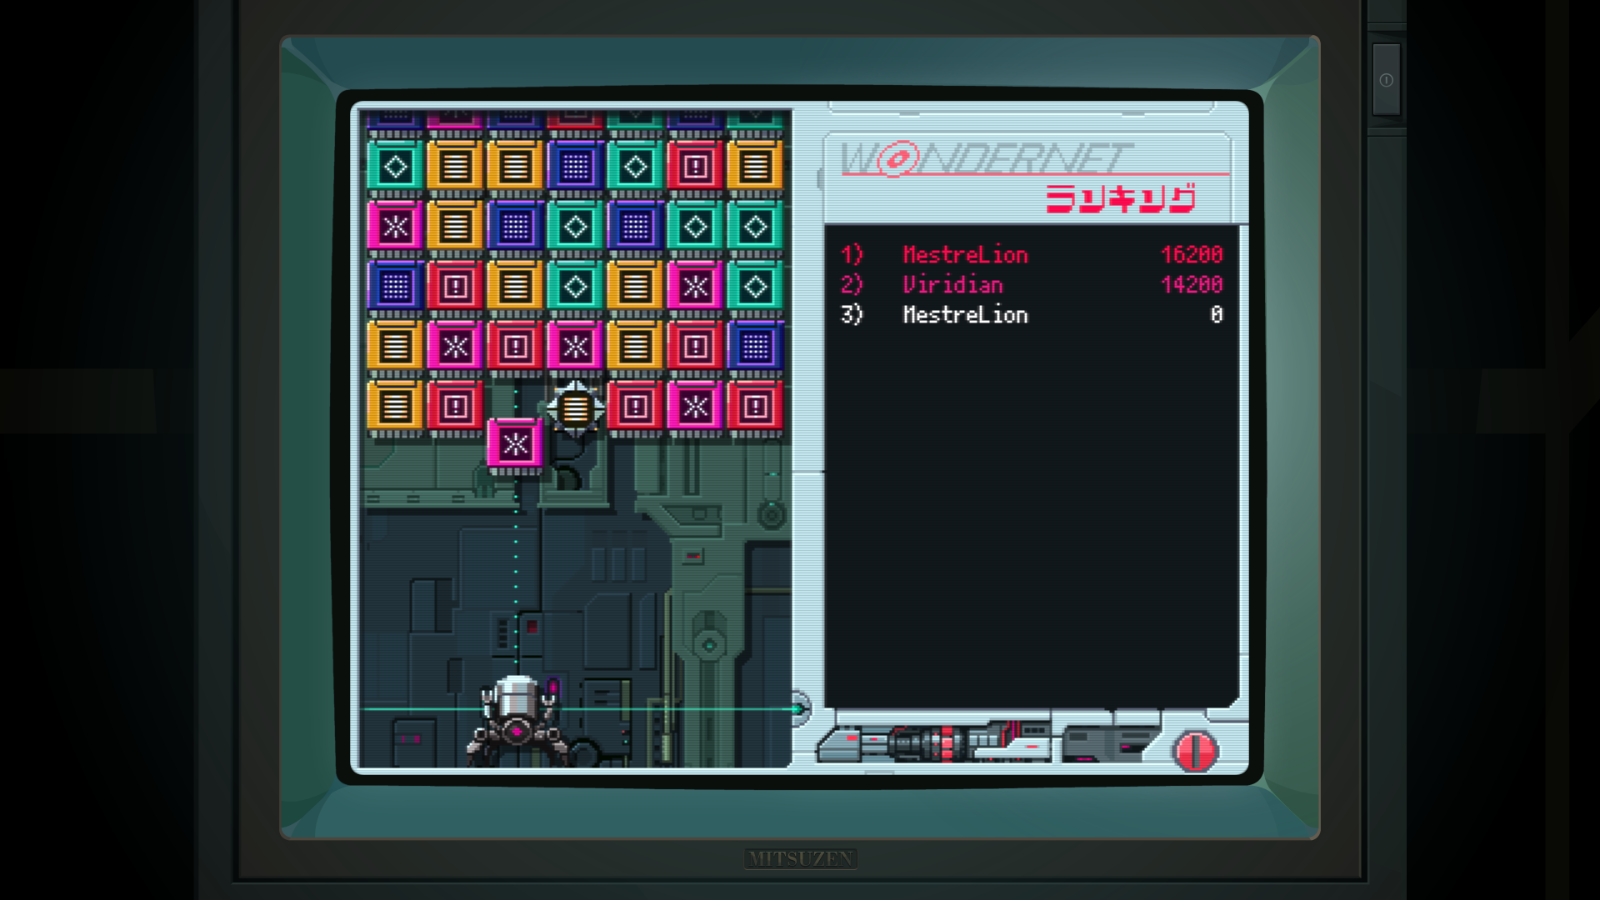 WONDERNET
ランキング
1) MestreLion 16200
2) Viridian 14200
3) MestreLion 0
MITSUZEN